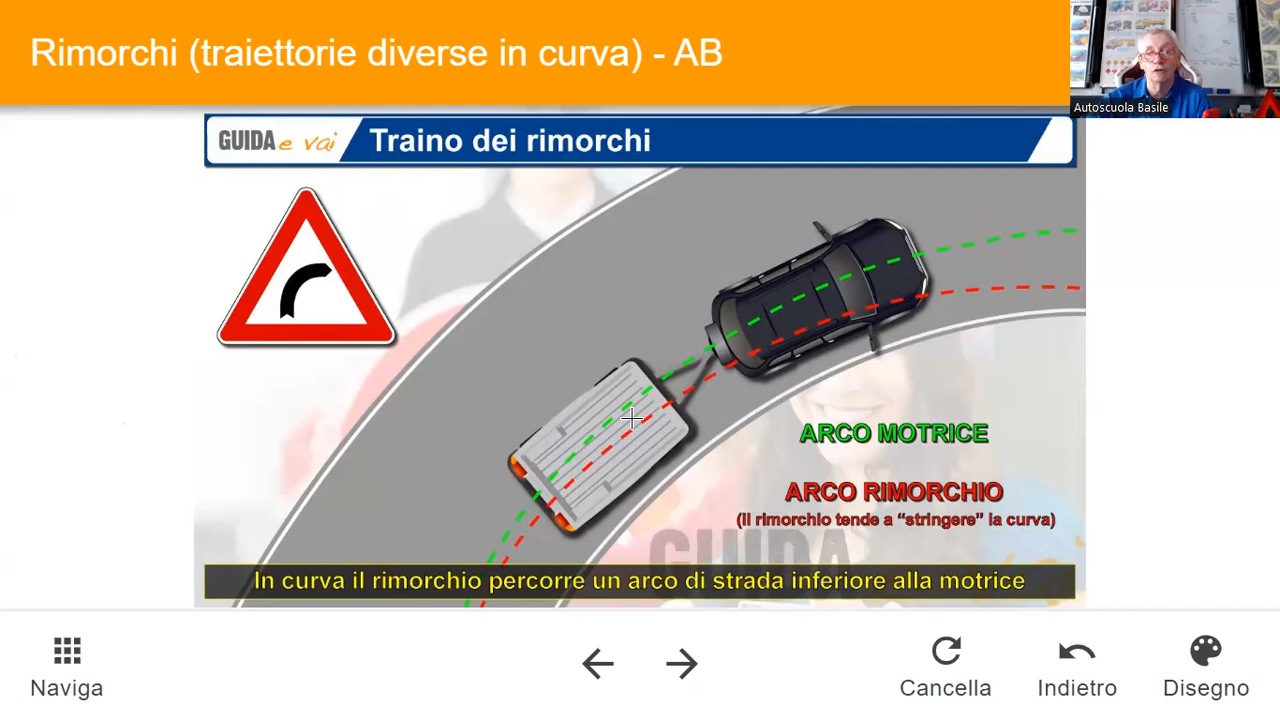 Rimorchi (traiettorie diverse in curva) - AB
Autoscuola Basile
GUIDA e vai
Traino dei rimorchi
ARCO MOTRICE
ARCO RIMORCHIO
(il rimorchio tende a “stringere” la curva)
GUIDA
In curva il rimorchio percorre un arco di strada inferiore alla motrice
Naviga
Cancella
Indietro
Disegno